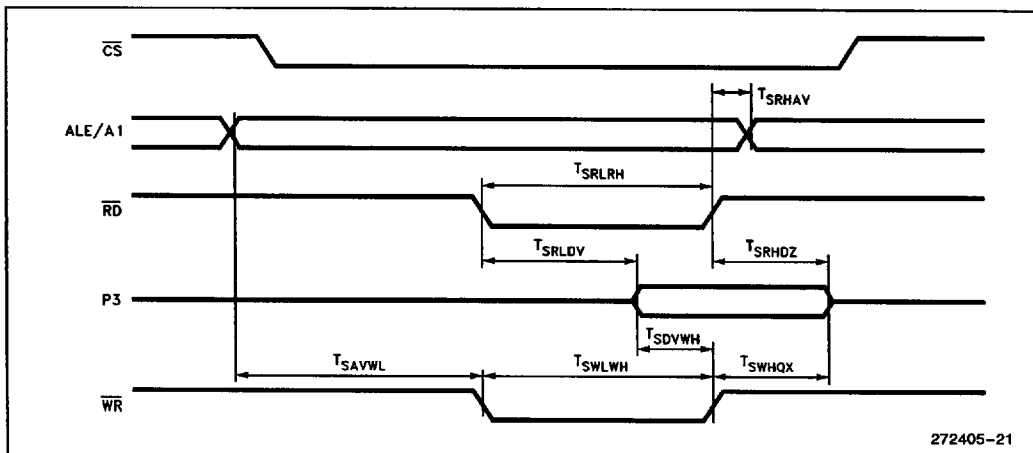 CS
T_SRHAV
ALE/A1
T_SRLRH
RD
T_SRLDV
T_SRHDZ
P3
T_SDVWH
T_SAVWL
T_SWLWH
T_SWHQX
WR
272405-21